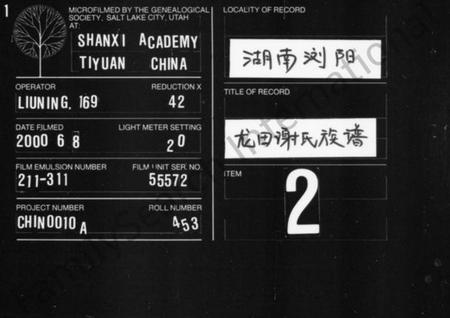 1
MICROFILMED BY THE GENEALOGICAL
SOCIETY, SALT LAKE CITY, UTAH
AT:
SHANXI ACADEMY
TIYUAN CHINA
OPERATOR REDUCTION X
LIUNING. 169 42
DATE FILMED LIGHT METER SETTING
2000 6 8 20
FILM EMULSION NUMBER FILM UNIT SER. NO.
211-311 55572
PROJECT NUMBER ROLL NUMBER
CHIN0010 A 453
LOCALITY OF RECORD
湖南浏阳
TITLE OF RECORD
龙田谢氏族谱
ITEM
2
FamilySearch International